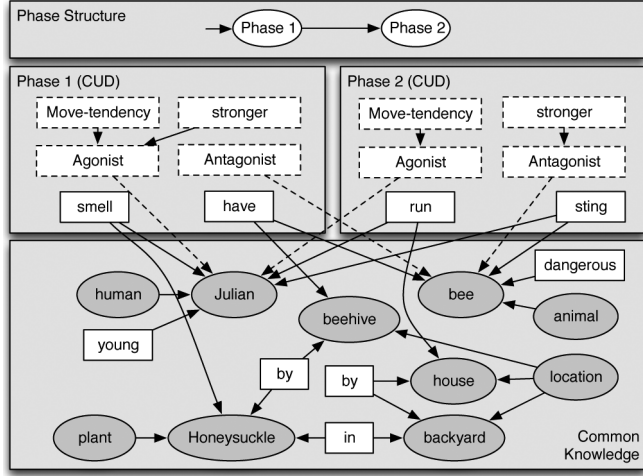 Phase Structure
Phase 1
Phase 2
Phase 1 (CUD)
Move-tendency
stronger
Agonist
Antagonist
smell
have
Phase 2 (CUD)
Move-tendency
stronger
Agonist
Antagonist
run
sting
human
Julian
bee
dangerous
young
beehive
animal
by
by
house
location
plant
Honeysuckle
in
backyard
Common
Knowledge